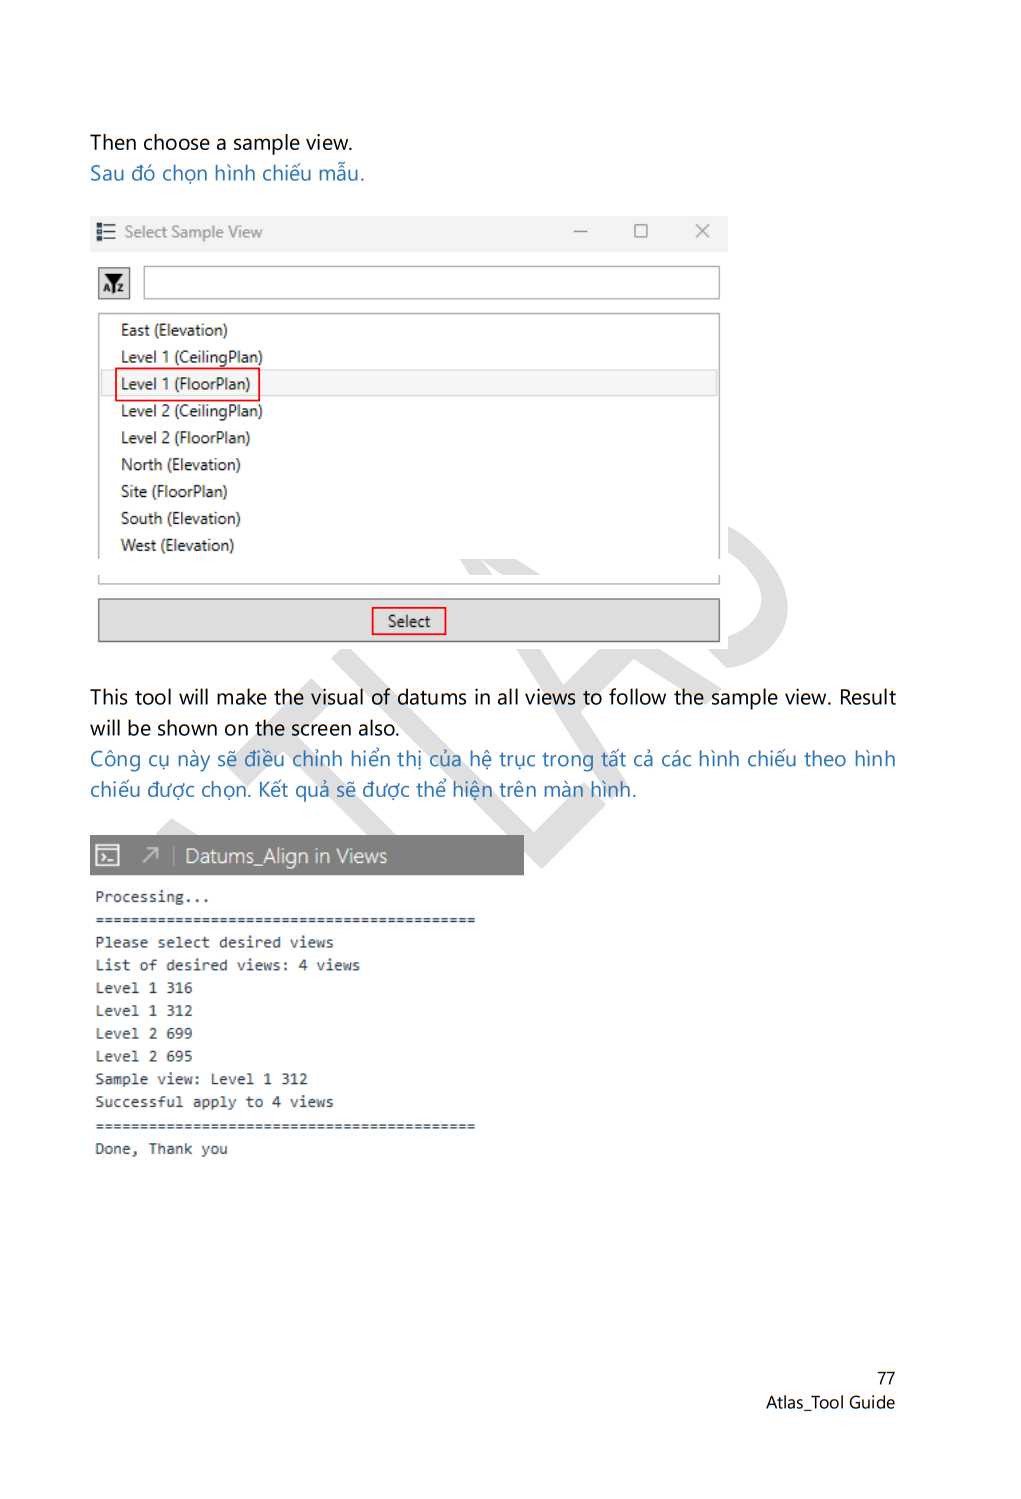 Then choose a sample view.
Sau đó chọn hình chiếu mẫu.
Select Sample View
AZ
East (Elevation)
Level 1 (CeilingPlan)
Level 1 (FloorPlan)
Level 2 (CeilingPlan)
Level 2 (FloorPlan)
North (Elevation)
Site (FloorPlan)
South (Elevation)
West (Elevation)
Select
ATLAS
This tool will make the visual of datums in all views to follow the sample view. Result
will be shown on the screen also.
Công cụ này sẽ điều chỉnh hiển thị của hệ trục trong tất cả các hình chiếu theo hình
chiếu được chọn. Kết quả sẽ được thể hiện trên màn hình.
Datums_Align in Views
Processing...
===========================================
Please select desired views
List of desired views: 4 views
Level 1 316
Level 1 312
Level 2 699
Level 2 695
Sample view: Level 1 312
Successful apply to 4 views
===========================================
Done, Thank you
77
Atlas_Tool Guide